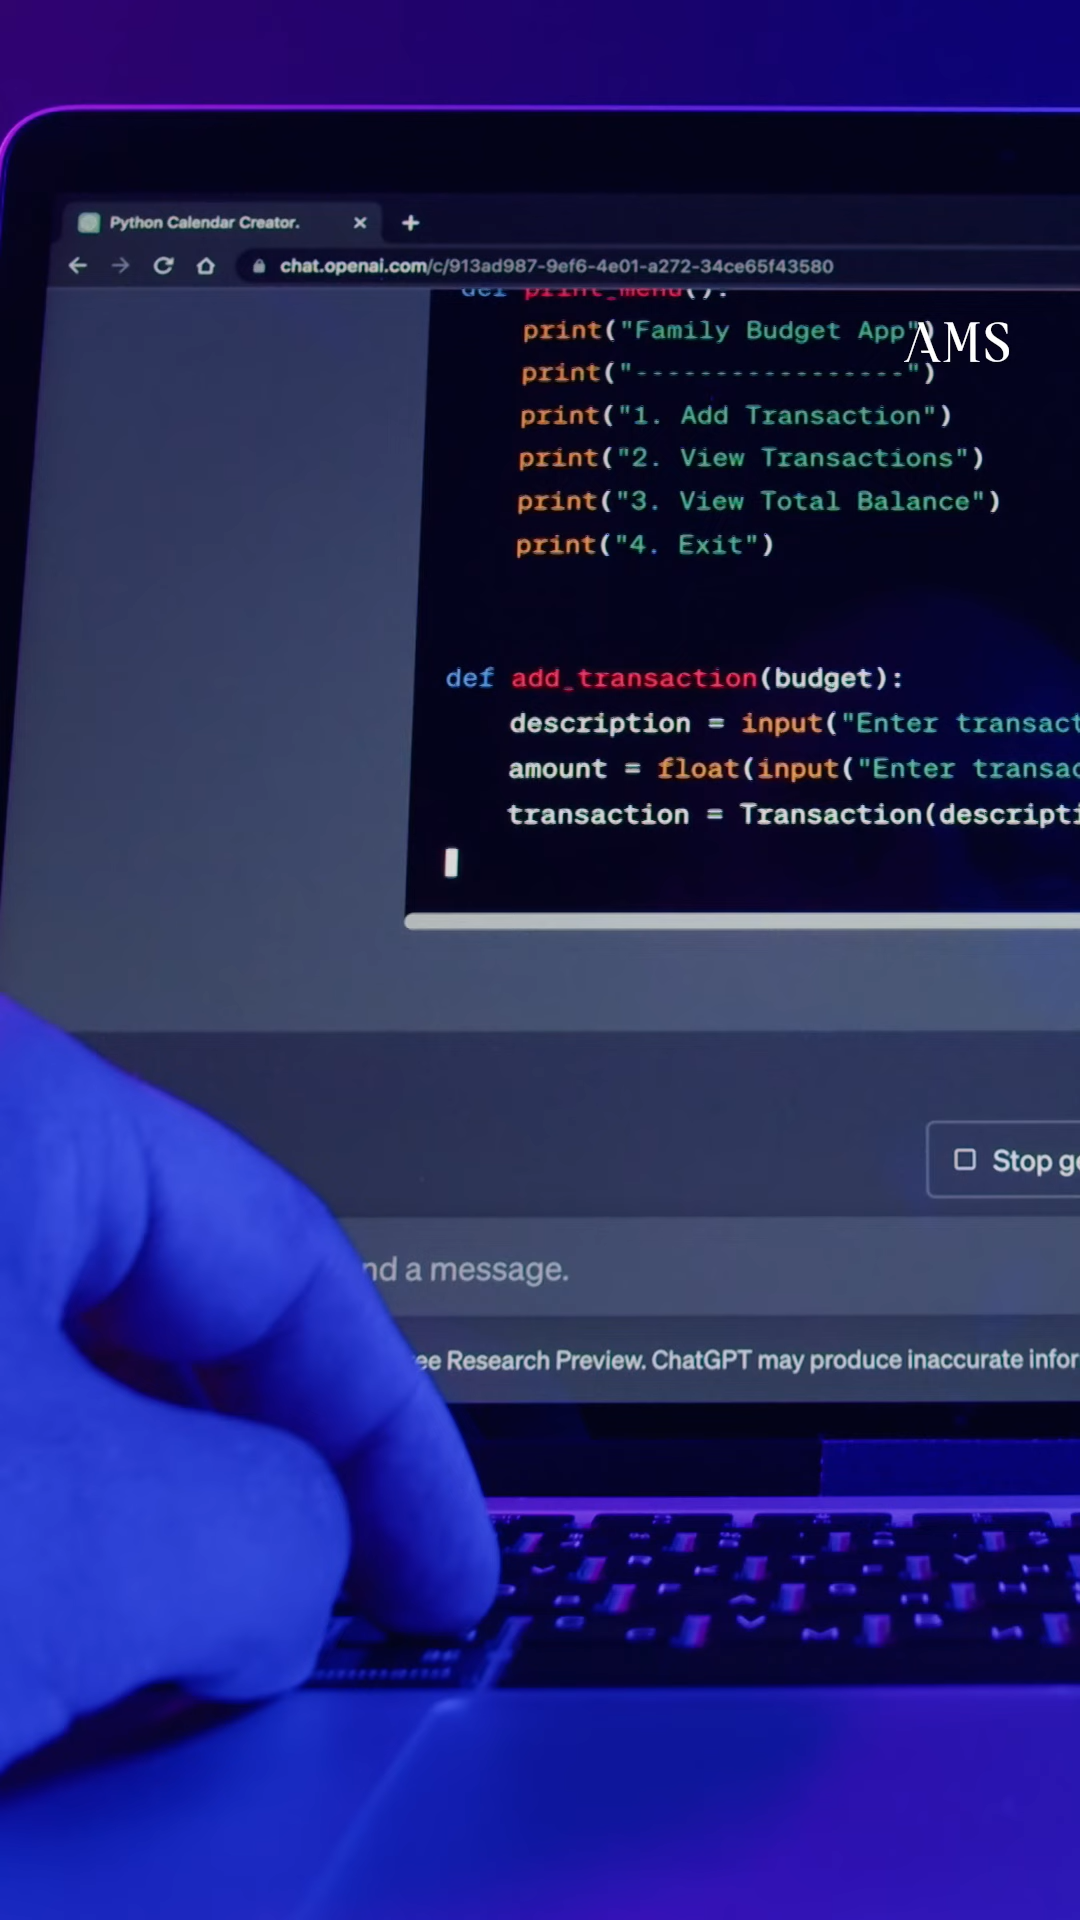 Python Calendar Creator.
chat.openai.com/c/913ad987-9ef6-4e01-a272-34ce65f43580
def print_menu():
print("Family Budget App")
AMS
print("-----------------")
print("1. Add Transaction")
print("2. View Transactions")
print("3. View Total Balance")
print("4. Exit")
def add_transaction(budget):
description = input("Enter transact
amount = float(input("Enter transac
transaction = Transaction(descripti
Stop ge
nd a message.
ee Research Preview. ChatGPT may produce inaccurate infor